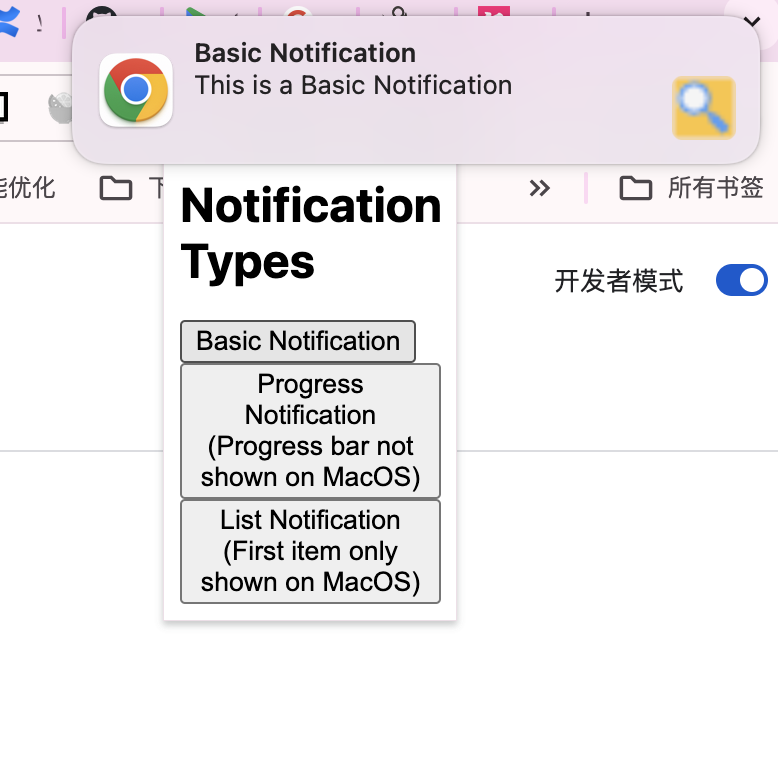 Basic Notification
This is a Basic Notification
能优化
所有书签
Notification
Types
开发者模式
Basic Notification
Progress
Notification
(Progress bar not
shown on MacOS)
List Notification
(First item only
shown on MacOS)